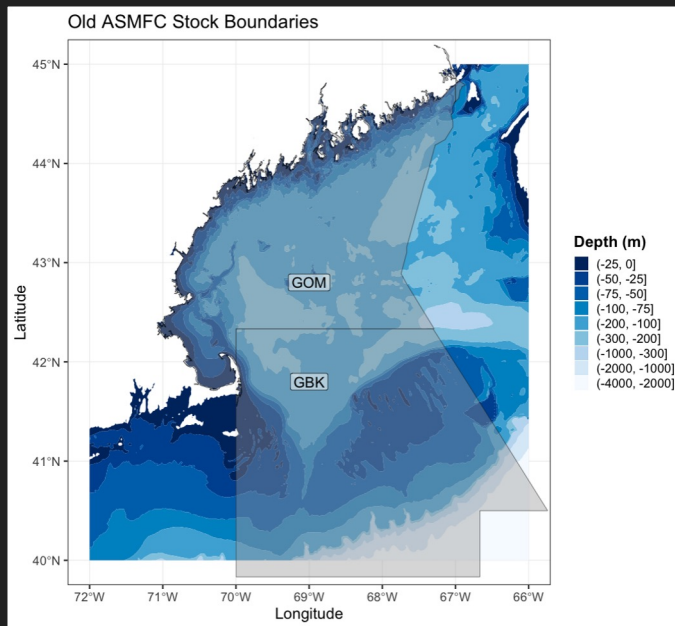 Old ASMFC Stock Boundaries
45°N
44°N
43°N
42°N
41°N
40°N
Latitude
GOM
GBK
72°W 71°W 70°W 69°W 68°W 67°W 66°W
Longitude
Depth (m)
(-25, 0]
(-50, -25]
(-75, -50]
(-100, -75]
(-200, -100]
(-300, -200]
(-1000, -300]
(-2000, -1000]
(-4000, -2000]